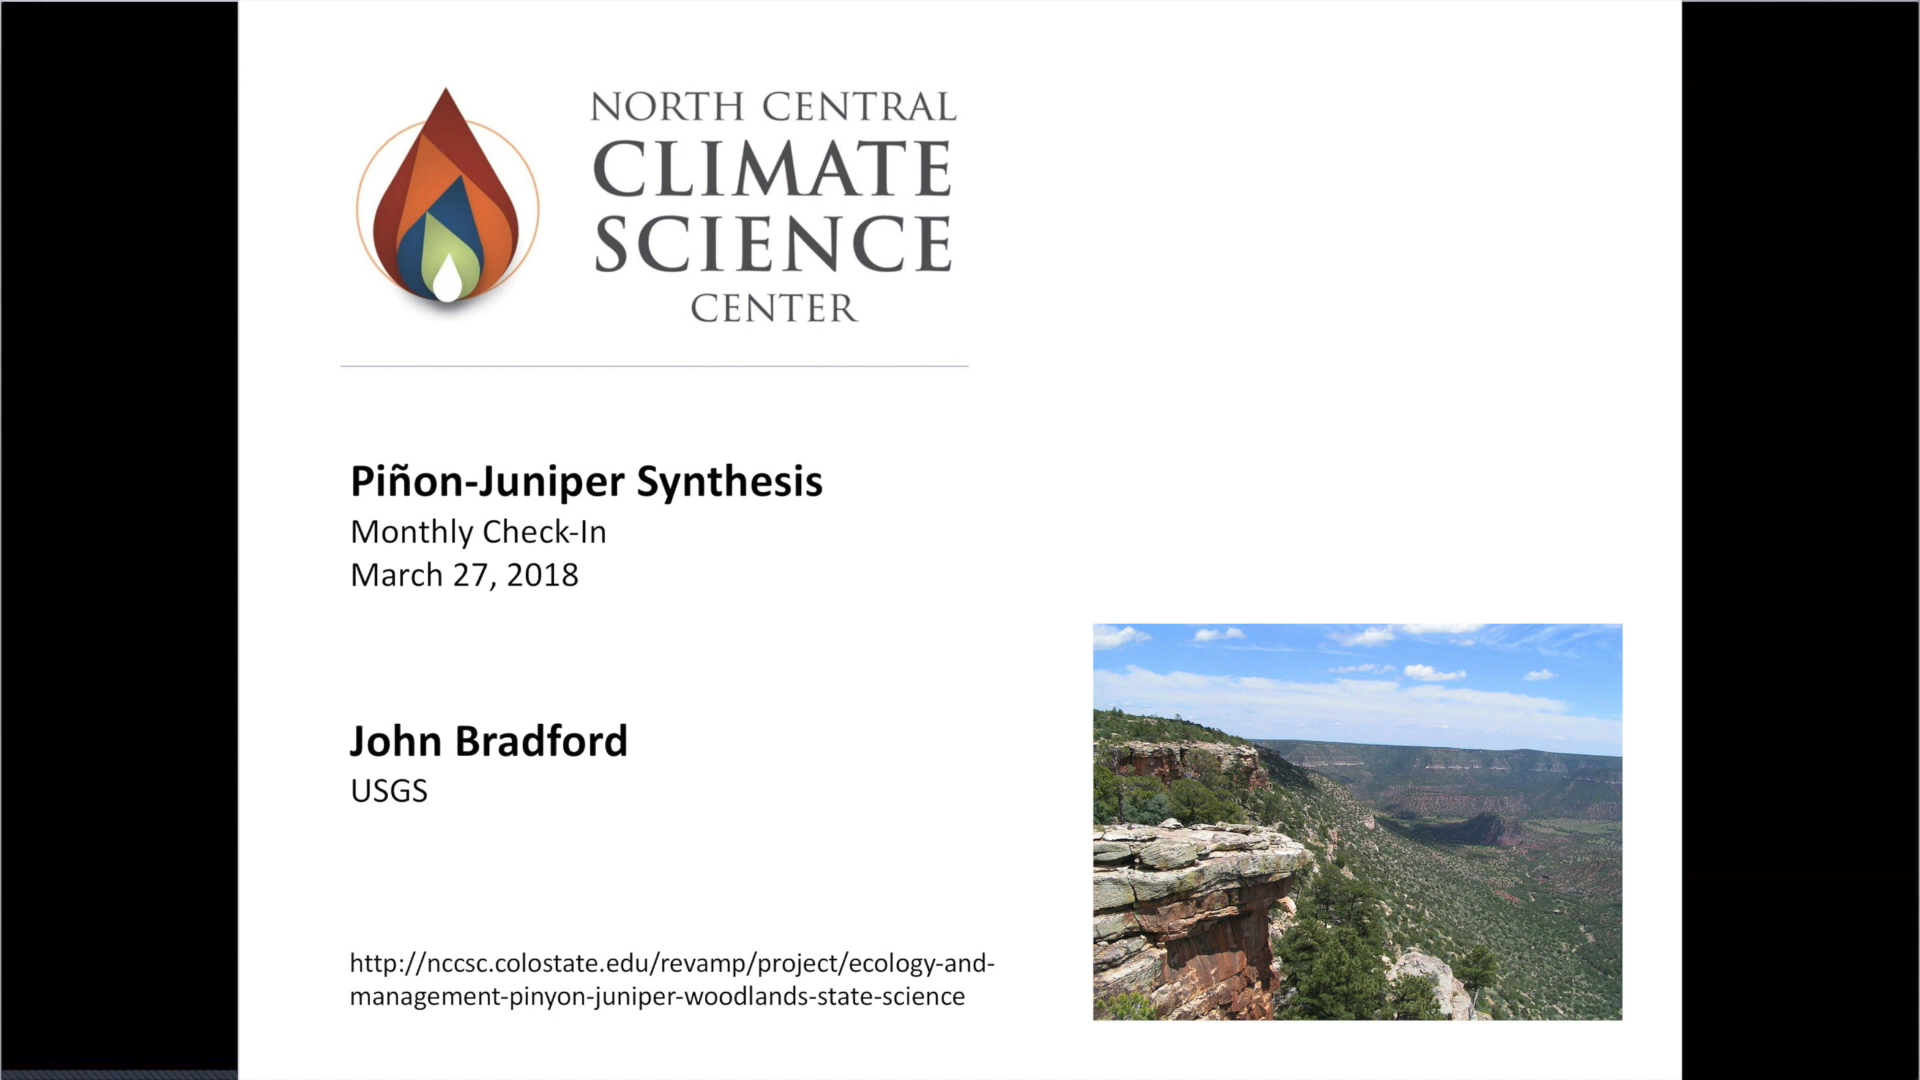 NORTH CENTRAL
CLIMATE
SCIENCE
CENTER
Piñon-Juniper Synthesis
Monthly Check-In
March 27, 2018
John Bradford
USGS
http://nccsc.colostate.edu/revamp/project/ecology-and-
management-pinyon-juniper-woodlands-state-science